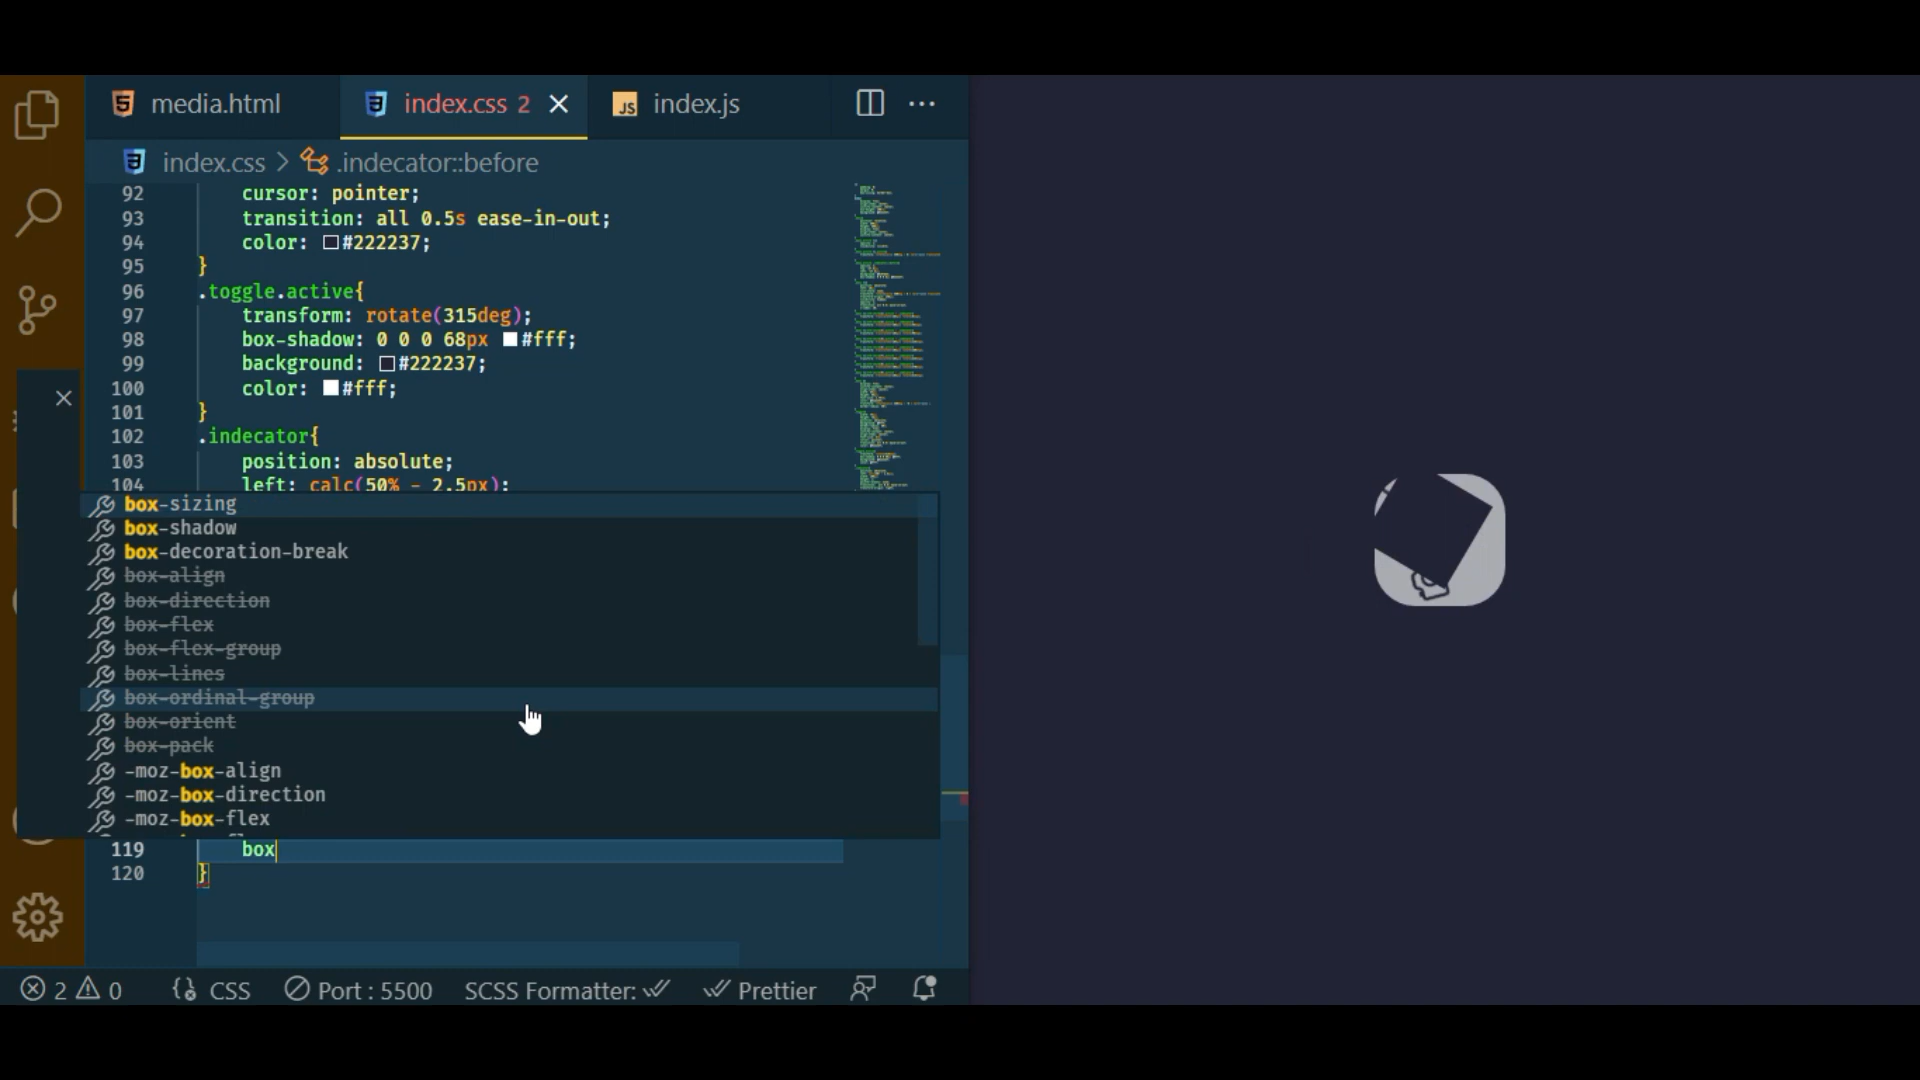 media.html
index.css 2
JS index.js
index.css > .indecator::before
92 cursor: pointer;
93 transition: all 0.5s ease-in-out;
94 color: #222237;
95 }
96 .toggle.active{
97 transform: rotate(315deg);
98 box-shadow: 0 0 0 68px #fff;
99 background: #222237;
100 color: #fff;
101 }
102 .indecator{
103 position: absolute;
104 left: calc(50% - 2.5px);
box-sizing
box-shadow
box-decoration-break
box-align
box-direction
box-flex
box-flex-group
box-lines
box-ordinal-group
box-orient
box-pack
-moz-box-align
-moz-box-direction
-moz-box-flex
119 box
120 }
2 0 CSS Port : 5500 SCSS Formatter: Prettier